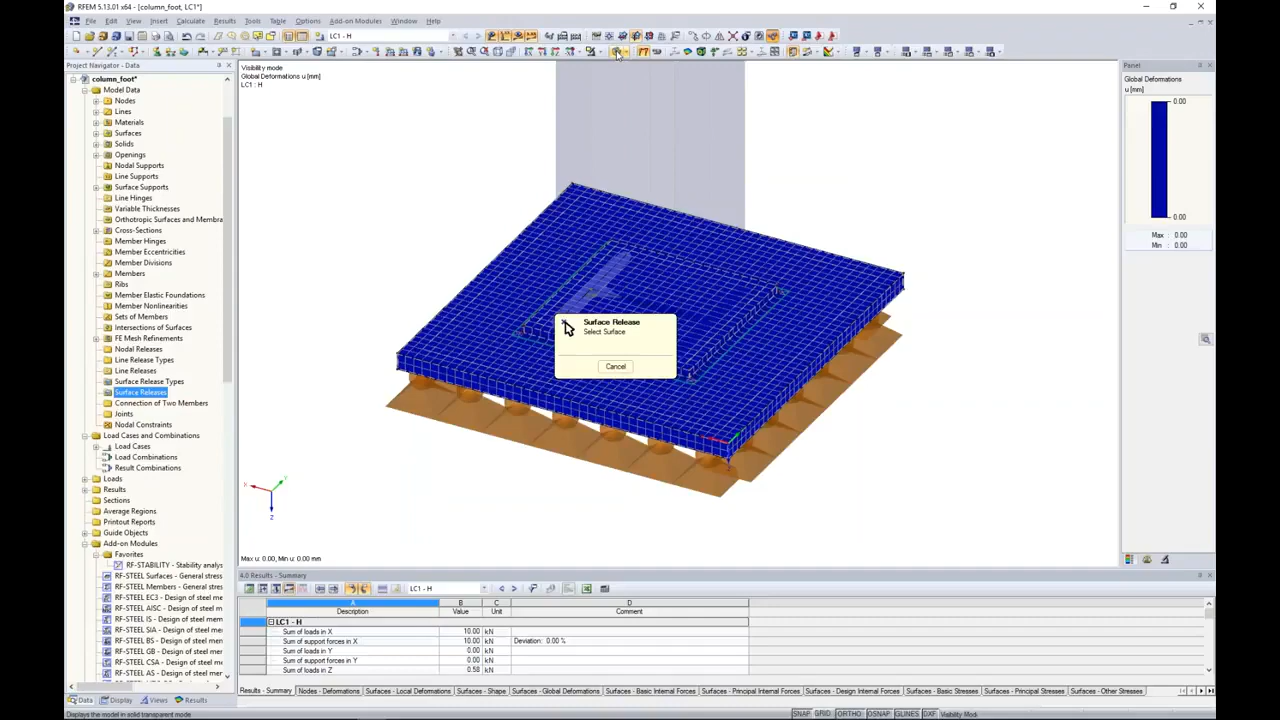 RFEM 5.13.01 x64 - [column_foot, LC1*]
File Edit View Insert Calculate Results Tools Table Options Add-on Modules Window Help
LC1 - H
Project Navigator - Data
column_foot*
Model Data
Nodes
Lines
Materials
Surfaces
Solids
Openings
Nodal Supports
Line Supports
Surface Supports
Line Hinges
Variable Thicknesses
Orthotropic Surfaces and Membra
Cross-Sections
Member Hinges
Member Eccentricities
Member Divisions
Members
Ribs
Member Elastic Foundations
Member Nonlinearities
Sets of Members
Intersections of Surfaces
FE Mesh Refinements
Nodal Releases
Line Release Types
Line Releases
Surface Release Types
Surface Releases
Connection of Two Members
Joints
Nodal Constraints
Load Cases and Combinations
Load Cases
Load Combinations
Result Combinations
Loads
Results
Sections
Average Regions
Printout Reports
Guide Objects
Add-on Modules
Favorites
RF-STABILITY - Stability analys
RF-STEEL Surfaces - General stres
RF-STEEL Members - General stres
RF-STEEL EC3 - Design of steel me
RF-STEEL AISC - Design of steel m
RF-STEEL IS - Design of steel mem
RF-STEEL SIA - Design of steel me
RF-STEEL BS - Design of steel mem
RF-STEEL GB - Design of steel mer
RF-STEEL CSA - Design of steel me
RF-STEEL AS - Design of steel mer
Data Display Views Results
Visibility mode
Global Deformations u [mm]
LC1 : H
Surface Release
Select Surface
Cancel
X
Y
Z
Max u: 0.00, Min u: 0.00 mm
Panel
Global Deformations
u [mm]
0.00
0.00
Max : 0.00
Min : 0.00
4.0 Results - Summary
LC1 - H
A B C D
Description Value Unit Comment
LC1 - H
Sum of loads in X 10.00 kN
Sum of support forces in X 10.00 kN Deviation: 0.00 %
Sum of loads in Y 0.00 kN
Sum of support forces in Y 0.00 kN
Sum of loads in Z 0.58 kN
Results - Summary Nodes - Deformations Surfaces - Local Deformations Surfaces - Shape Surfaces - Global Deformations Surfaces - Basic Internal Forces Surfaces - Principal Internal Forces Surfaces - Design Internal Forces Surfaces - Basic Stresses Surfaces - Principal Stresses Surfaces - Other Stresses
Displays the model in solid transparent mode
SNAP GRID ORTHO OSNAP GLINES DXF Visibility Mode